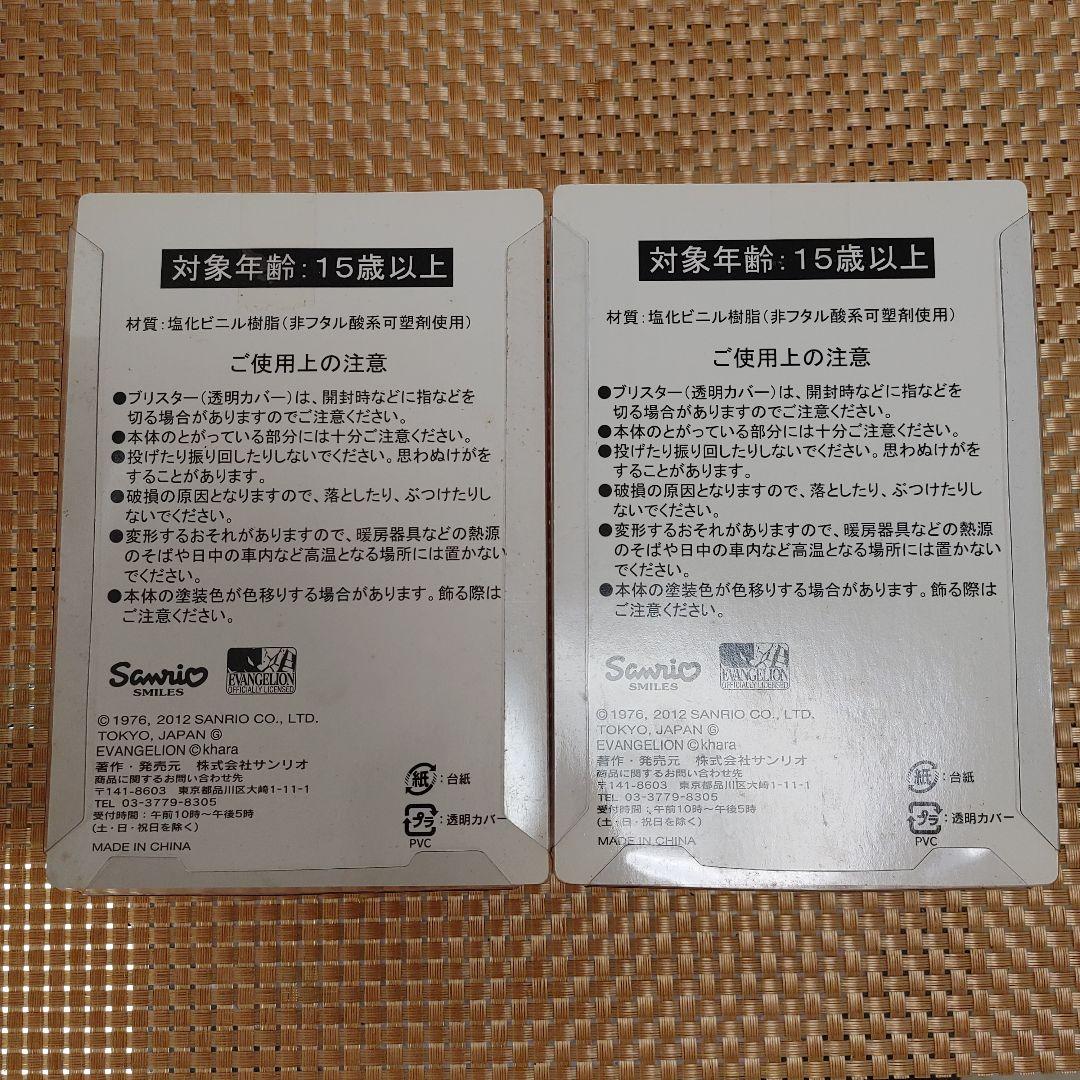 対象年齢：15歳以上
材質：塩化ビニル樹脂（非フタル酸系可塑剤使用）
ご使用上の注意
●ブリスター（透明カバー）は、開封時などに指などを
切る場合がありますのでご注意ください。
●本体のとがっている部分には十分ご注意ください。
●投げたり振り回したりしないでください。思わぬけがを
することがあります。
●破損の原因となりますので、落としたり、ぶつけたりし
ないでください。
●変形するおそれがありますので、暖房器具などの熱源
のそばや日中の車内など高温となる場所には置かない
でください。
●本体の塗装色が色移りする場合があります。飾る際は
ご注意ください。
Sanrio
SMILES
EVANGELION
OFFICIALLY LICENSED
©1976, 2012 SANRIO CO., LTD.
TOKYO, JAPAN Ⓖ
EVANGELION ©khara
著作・発売元 株式会社サンリオ
商品に関するお問い合わせ先
〒141-8603 東京都品川区大崎1-11-1
TEL 03-3779-8305
受付時間：午前10時～午後5時
（土・日・祝日を除く）
MADE IN CHINA
紙：台紙
プラ：透明カバー
PVC
対象年齢：15歳以上
材質：塩化ビニル樹脂（非フタル酸系可塑剤使用）
ご使用上の注意
●ブリスター（透明カバー）は、開封時などに指などを
切る場合がありますのでご注意ください。
●本体のとがっている部分には十分ご注意ください。
●投げたり振り回したりしないでください。思わぬけがを
することがあります。
●破損の原因となりますので、落としたり、ぶつけたりし
ないでください。
●変形するおそれがありますので、暖房器具などの熱源
のそばや日中の車内など高温となる場所には置かない
でください。
●本体の塗装色が色移りする場合があります。飾る際は
ご注意ください。
Sanrio
SMILES
EVANGELION
OFFICIALLY LICENSED
©1976, 2012 SANRIO CO., LTD.
TOKYO, JAPAN Ⓖ
EVANGELION ©khara
著作・発売元 株式会社サンリオ
商品に関するお問い合わせ先
〒141-8603 東京都品川区大崎1-11-1
TEL 03-3779-8305
受付時間：午前10時～午後5時
（土・日・祝日を除く）
MADE IN CHINA
紙：台紙
プラ：透明カバー
PVC